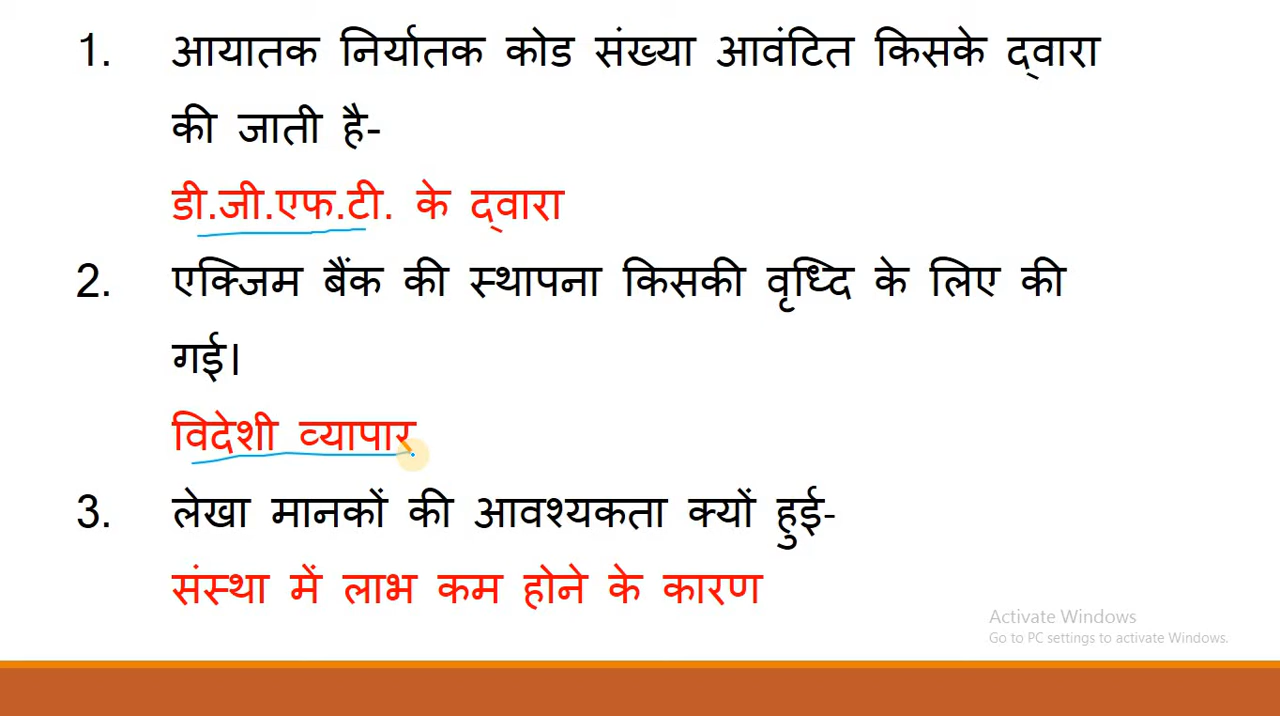 1. आयातक निर्यातक कोड संख्या आवंटित किसके द्वारा
की जाती है-
डी.जी.एफ.टी. के द्वारा
2. एक्जिम बैंक की स्थापना किसकी वृध्दि के लिए की
गई।
विदेशी व्यापार
3. लेखा मानकों की आवश्यकता क्यों हुई-
संस्था में लाभ कम होने के कारण
Activate Windows
Go to PC settings to activate Windows.